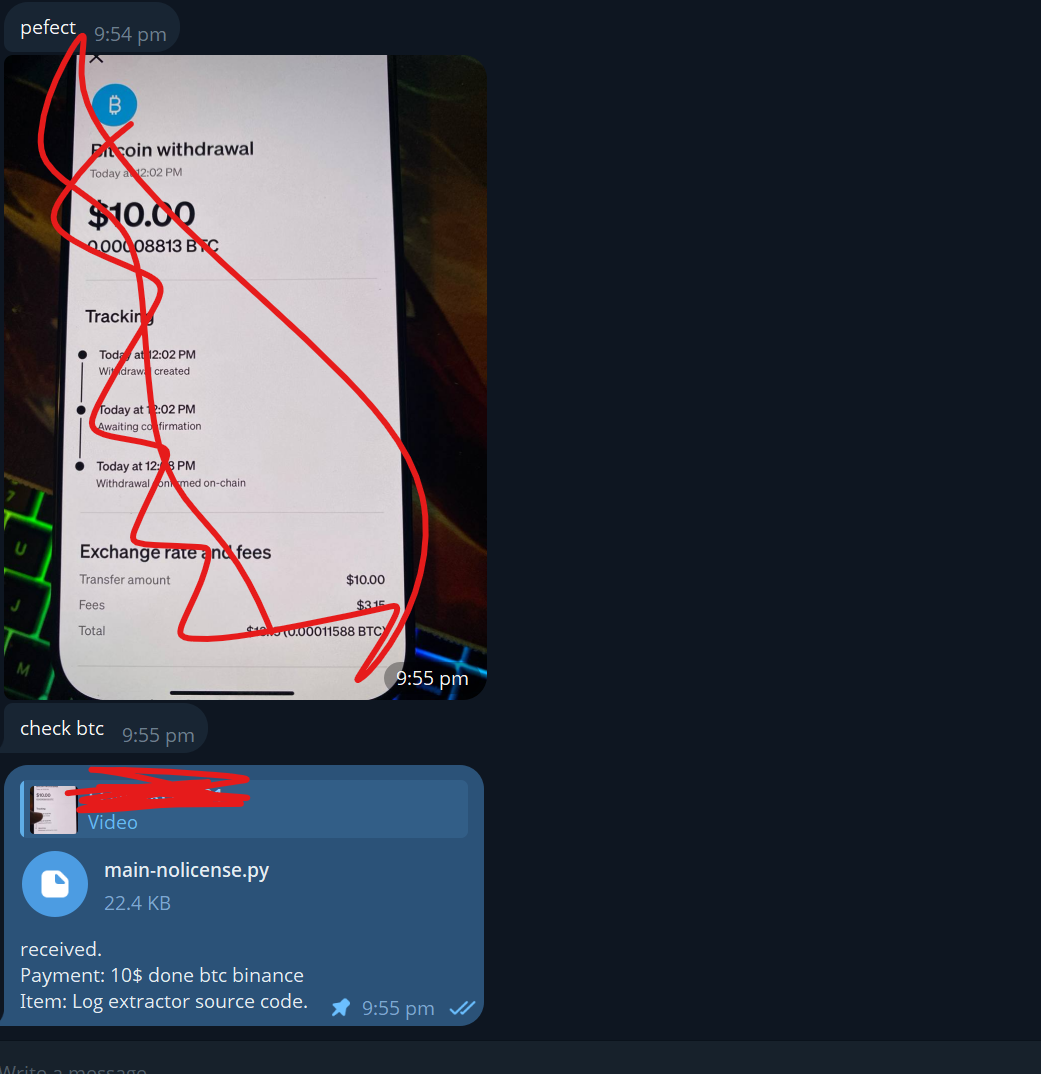 pefect 9:54 pm
Bitcoin withdrawal
Today at 12:02 PM
$10.00
0.00008813 BTC
Tracking
Today at 12:02 PM
Withdrawal created
Today at 12:02 PM
Awaiting confirmation
Today at PM
Withdrawal confirmed on-chain
Exchange rate and fees
Transfer amount $10.00
Fees $3.15
Total (0.00011588 BTC)
7
U
J
M
9:55 pm
check btc 9:55 pm
Video
main-nolicense.py
22.4 KB
received.
Payment: 10$ done btc binance
Item: Log extractor source code. 9:55 pm
Write a message...